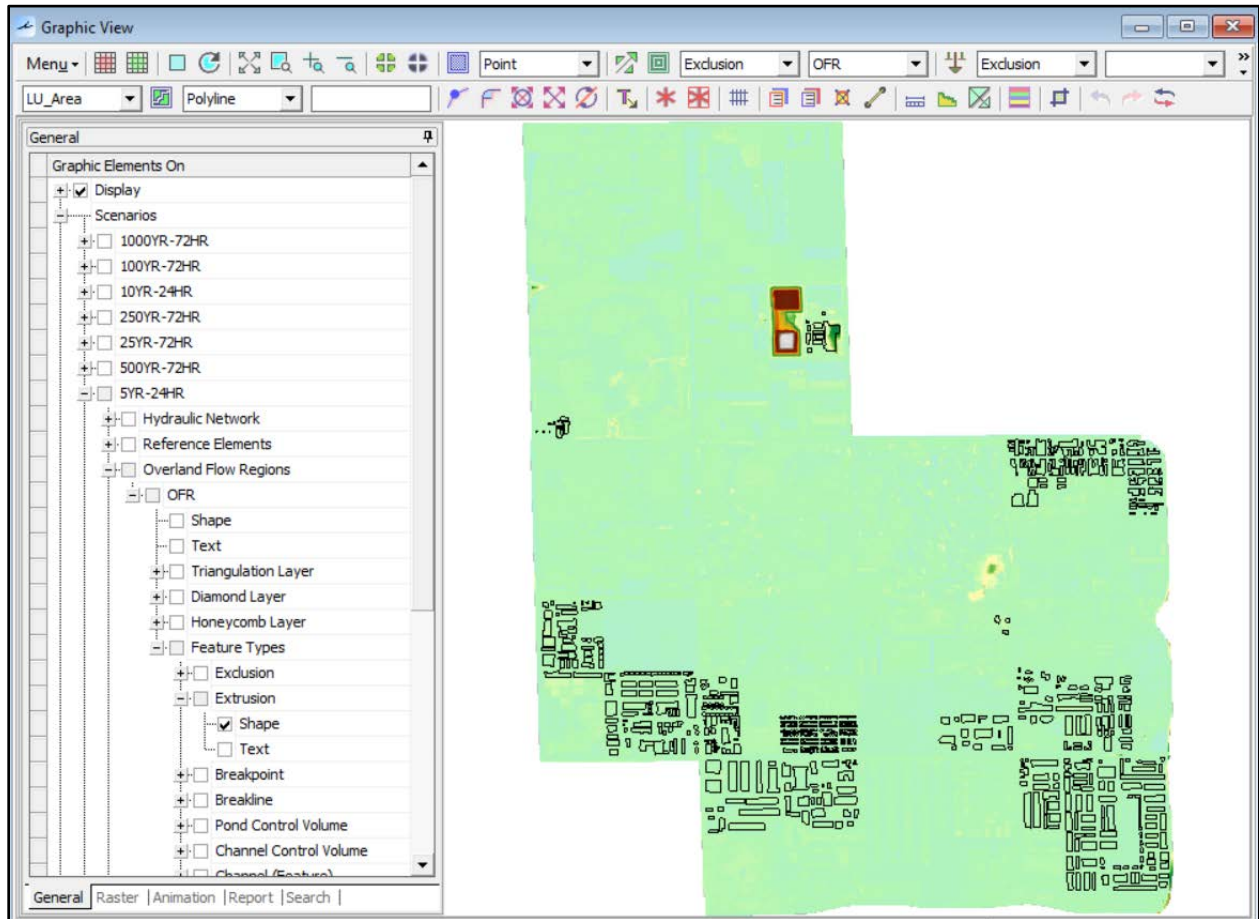 Graphic View
Menu Point Exclusion OFR Exclusion
LU_Area Polyline
General
Graphic Elements On
Display
Scenarios
1000YR-72HR
100YR-72HR
10YR-24HR
250YR-72HR
25YR-72HR
500YR-72HR
5YR-24HR
Hydraulic Network
Reference Elements
Overland Flow Regions
OFR
Shape
Text
Triangulation Layer
Diamond Layer
Honeycomb Layer
Feature Types
Exclusion
Extrusion
Shape
Text
Breakpoint
Breakline
Pond Control Volume
Channel Control Volume
Channel (Feature)
General Raster Animation Report Search